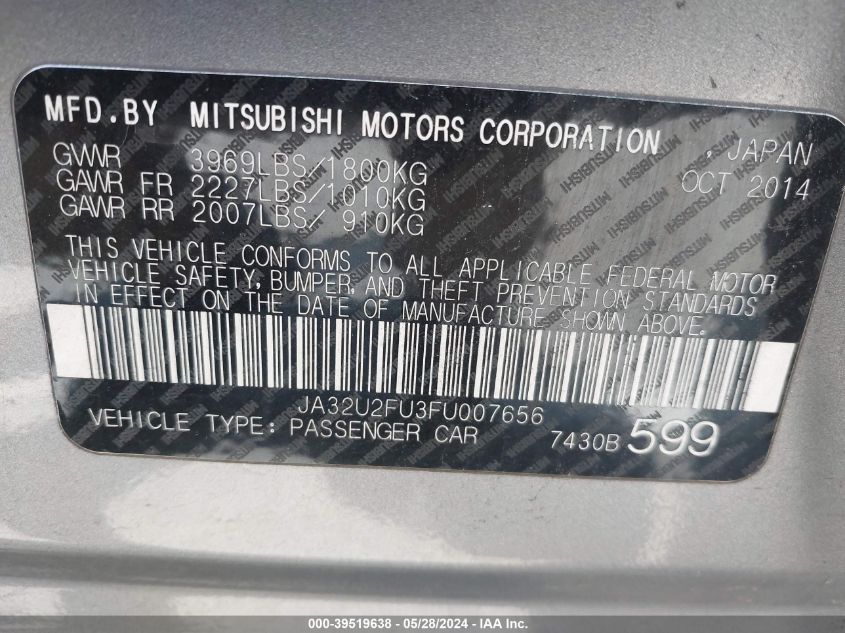 MFD.BY MITSUBISHI MOTORS CORPORATION , JAPAN
GVWR 3969LBS/1800KG OCT 2014
GAWR FR 2227LBS/1010KG
GAWR RR 2007LBS/ 910KG
THIS VEHICLE CONFORMS TO ALL APPLICABLE FEDERAL MOTOR
VEHICLE SAFETY, BUMPER, AND THEFT PREVENTION STANDARDS
IN EFFECT ON THE DATE OF MANUFACTURE SHOWN ABOVE.
JA32U2FU3FU007656
VEHICLE TYPE: PASSENGER CAR 7430B 599
000-39519638 - 05/28/2024 - IAA Inc.